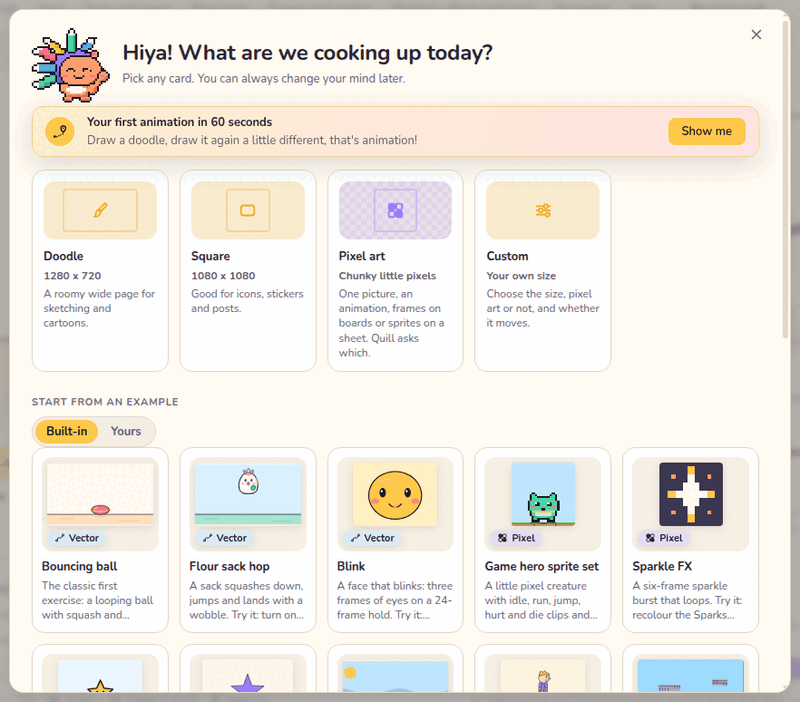 Hiya! What are we cooking up today?
Pick any card. You can always change your mind later.
Your first animation in 60 seconds
Draw a doodle, draw it again a little different, that's animation!
Show me
Doodle
1280 x 720
A roomy wide page for
sketching and
cartoons.
Square
1080 x 1080
Good for icons, stickers
and posts.
Pixel art
Chunky little pixels
One picture, an
animation, frames on
boards or sprites on a
sheet. Quill asks
which.
Custom
Your own size
Choose the size, pixel
art or not, and whether
it moves.
START FROM AN EXAMPLE
Built-in
Yours
Vector
Bouncing ball
The classic first
exercise: a looping ball
with squash and...
Vector
Flour sack hop
A sack squashes down,
jumps and lands with a
wobble. Try it: turn on...
Vector
Blink
A face that blinks: three
frames of eyes on a 24-
frame hold. Try it:...
Pixel
Game hero sprite set
A little pixel creature
with idle, run, jump,
hurt and die clips and...
Pixel
Sparkle FX
A six-frame sparkle
burst that loops. Try it:
recolour the Sparks...